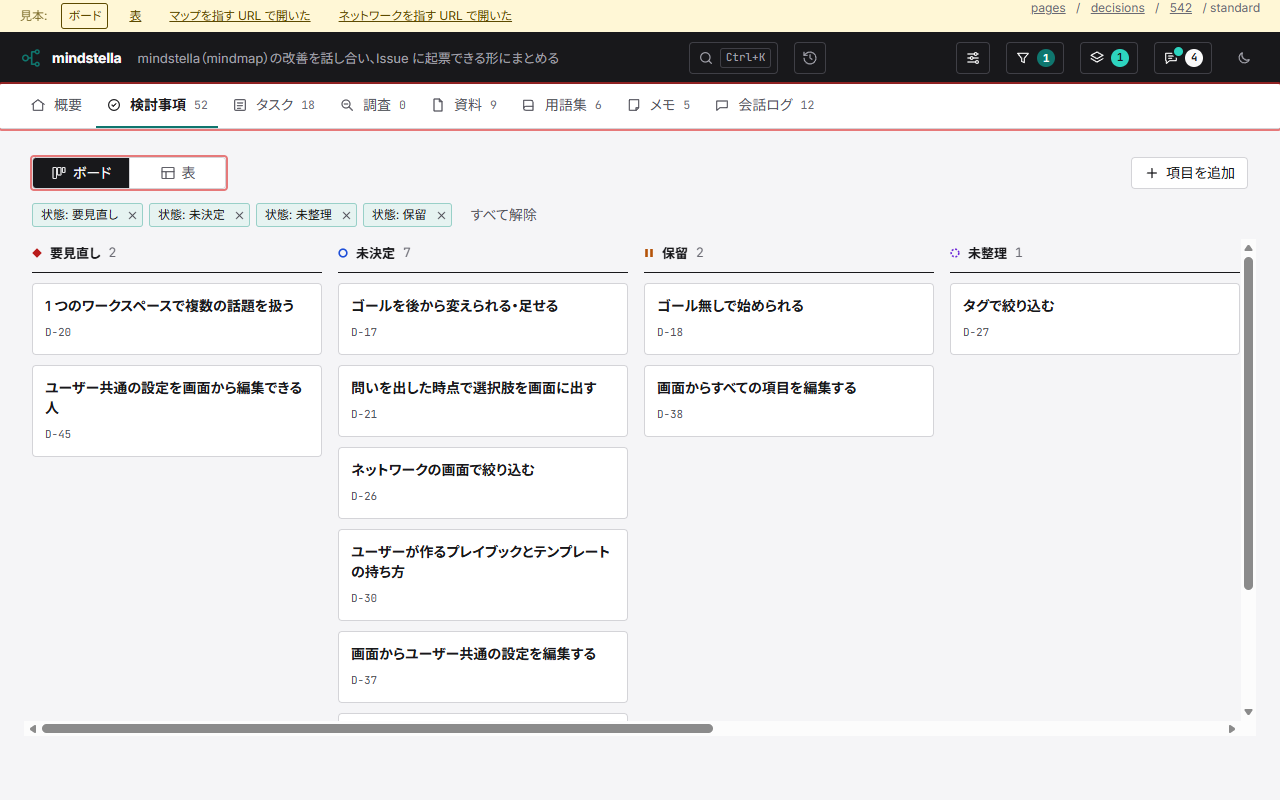 見本: ボード 表 マップを指す URL で開いた ネットワークを指す URL で開いた pages / decisions / 542 / standard
mindstella mindstella（mindmap）の改善を話し合い、Issue に起票できる形にまとめる Ctrl+K 1 1 4
概要 検討事項 52 タスク 18 調査 0 資料 9 用語集 6 メモ 5 会話ログ 12
ボード 表 + 項目を追加
状態: 要見直し × 状態: 未決定 × 状態: 未整理 × 状態: 保留 × すべて解除
要見直し 2
1 つのワークスペースで複数の話題を扱う
D-20
ユーザー共通の設定を画面から編集できる
人
D-45
未決定 7
ゴールを後から変えられる・足せる
D-17
問いを出した時点で選択肢を画面に出す
D-21
ネットワークの画面で絞り込む
D-26
ユーザーが作るプレイブックとテンプレート
の持ち方
D-30
画面からユーザー共通の設定を編集する
D-37
保留 2
ゴール無しで始められる
D-18
画面からすべての項目を編集する
D-38
未整理 1
タグで絞り込む
D-27